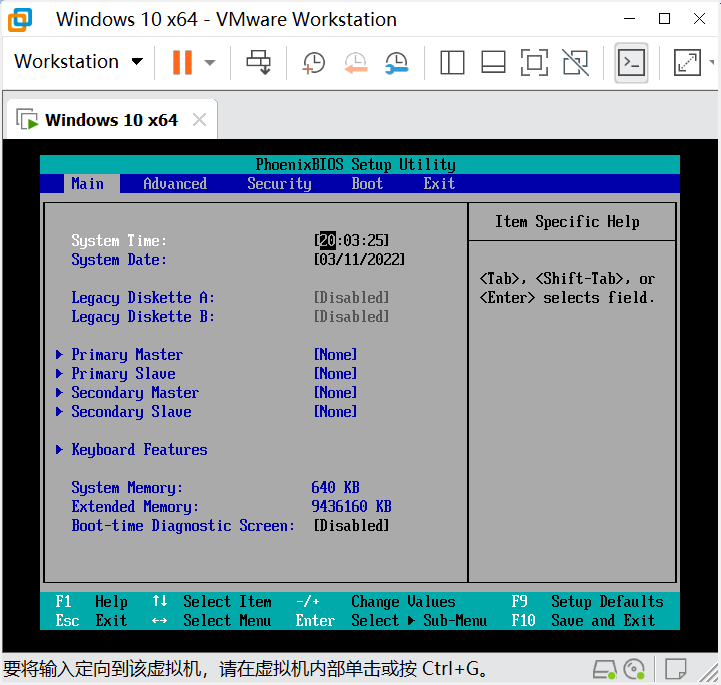 Windows 10 x64 - VMware Workstation
Workstation
Windows 10 x64
PhoenixBIOS Setup Utility
Main Advanced Security Boot Exit
Item Specific Help
System Time: [20:03:25]
System Date: [03/11/2022]
<Tab>, <Shift-Tab>, or
<Enter> selects field.
Legacy Diskette A: [Disabled]
Legacy Diskette B: [Disabled]
Primary Master [None]
Primary Slave [None]
Secondary Master [None]
Secondary Slave [None]
Keyboard Features
System Memory: 640 KB
Extended Memory: 9436160 KB
Boot-time Diagnostic Screen: [Disabled]
F1 Help ↑↓ Select Item -/+ Change Values F9 Setup Defaults
Esc Exit ↔ Select Menu Enter Select ▶ Sub-Menu F10 Save and Exit
要将输入定向到该虚拟机，请在虚拟机内部单击或按 Ctrl+G。